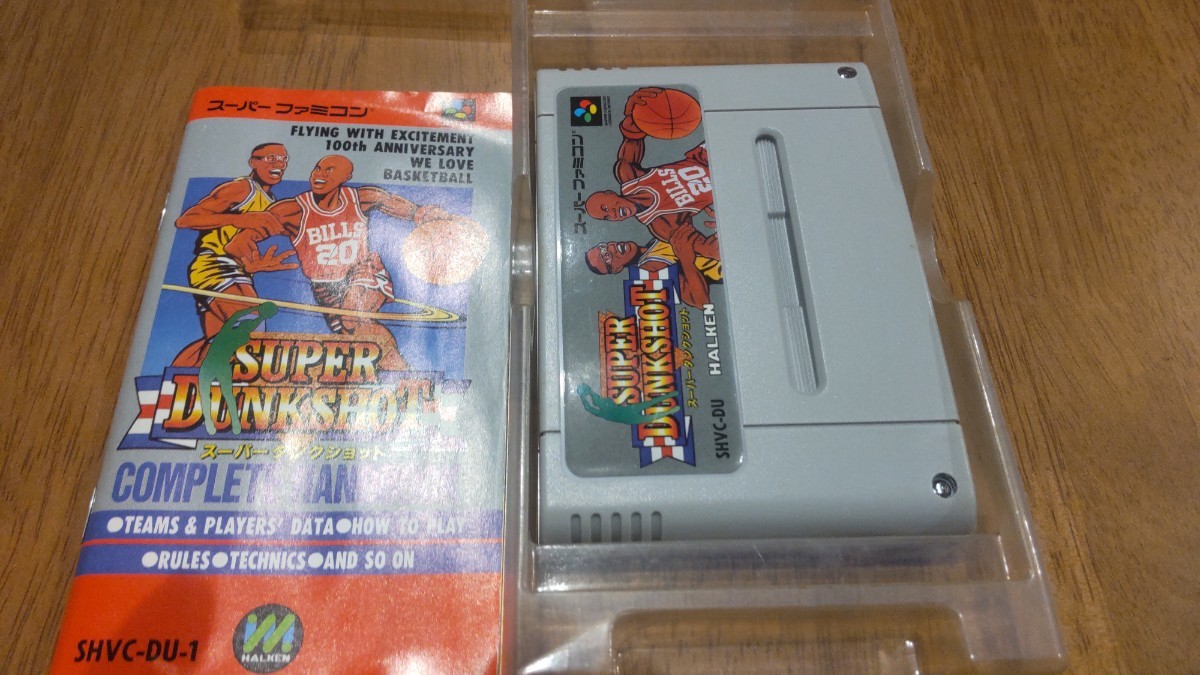 スーパーファミコン
FLYING WITH EXCITEMENT
100th ANNIVERSARY
WE LOVE
BASKETBALL
BILLS
20
SUPER
DUNKSHOT
スーパーダンクショット
●TEAMS & PLAYERS' DATA●HOW TO PLAY
●RULES●TECHNICS●AND SO ON
SHVC-DU-1
HALKEN
スーパーファミコン
BILLS
20
SUPER
DUNKSHOT
スーパーダンクショット
SHVC-DU HALKEN